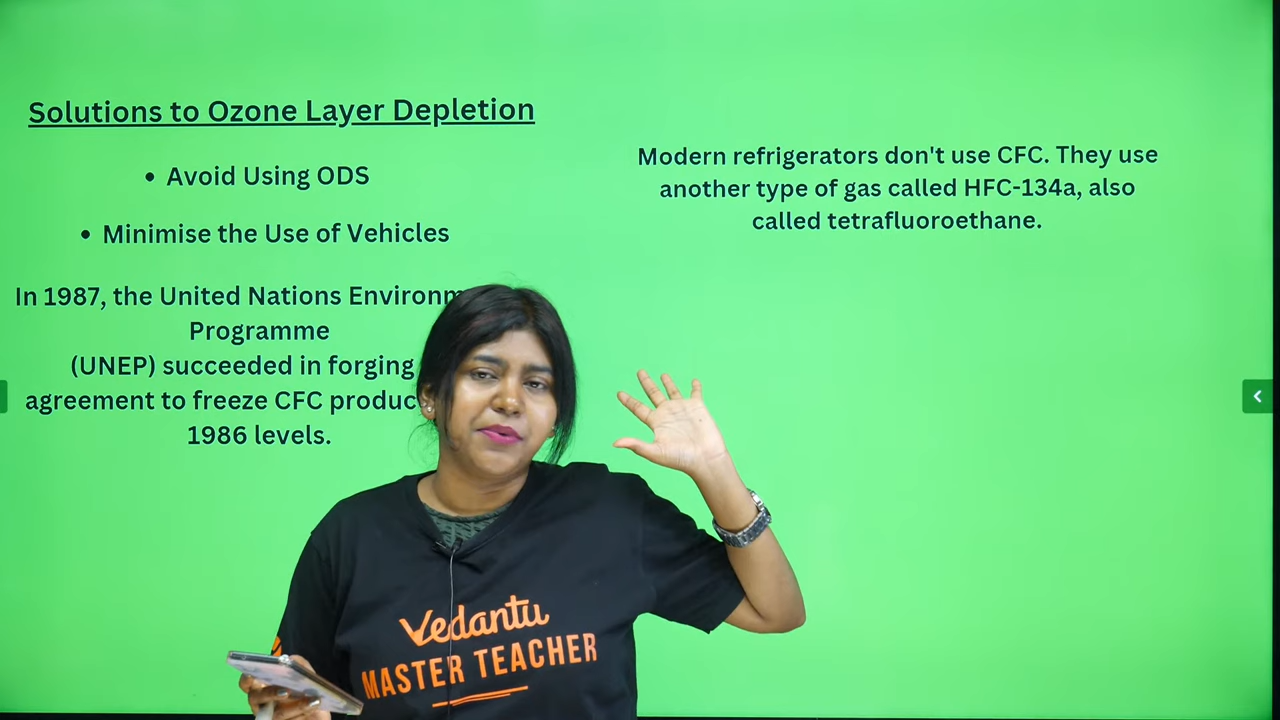 Solutions to Ozone Layer Depletion
• Avoid Using ODS
• Minimise the Use of Vehicles
In 1987, the United Nations
Programme
(UNEP) succeeded in forging
agreement to freeze CFC
1986 levels.
Modern refrigerators don't use CFC. They use
another type of gas called HFC-134a, also
called tetrafluoroethane.
Vedantu
MASTER TEACHER